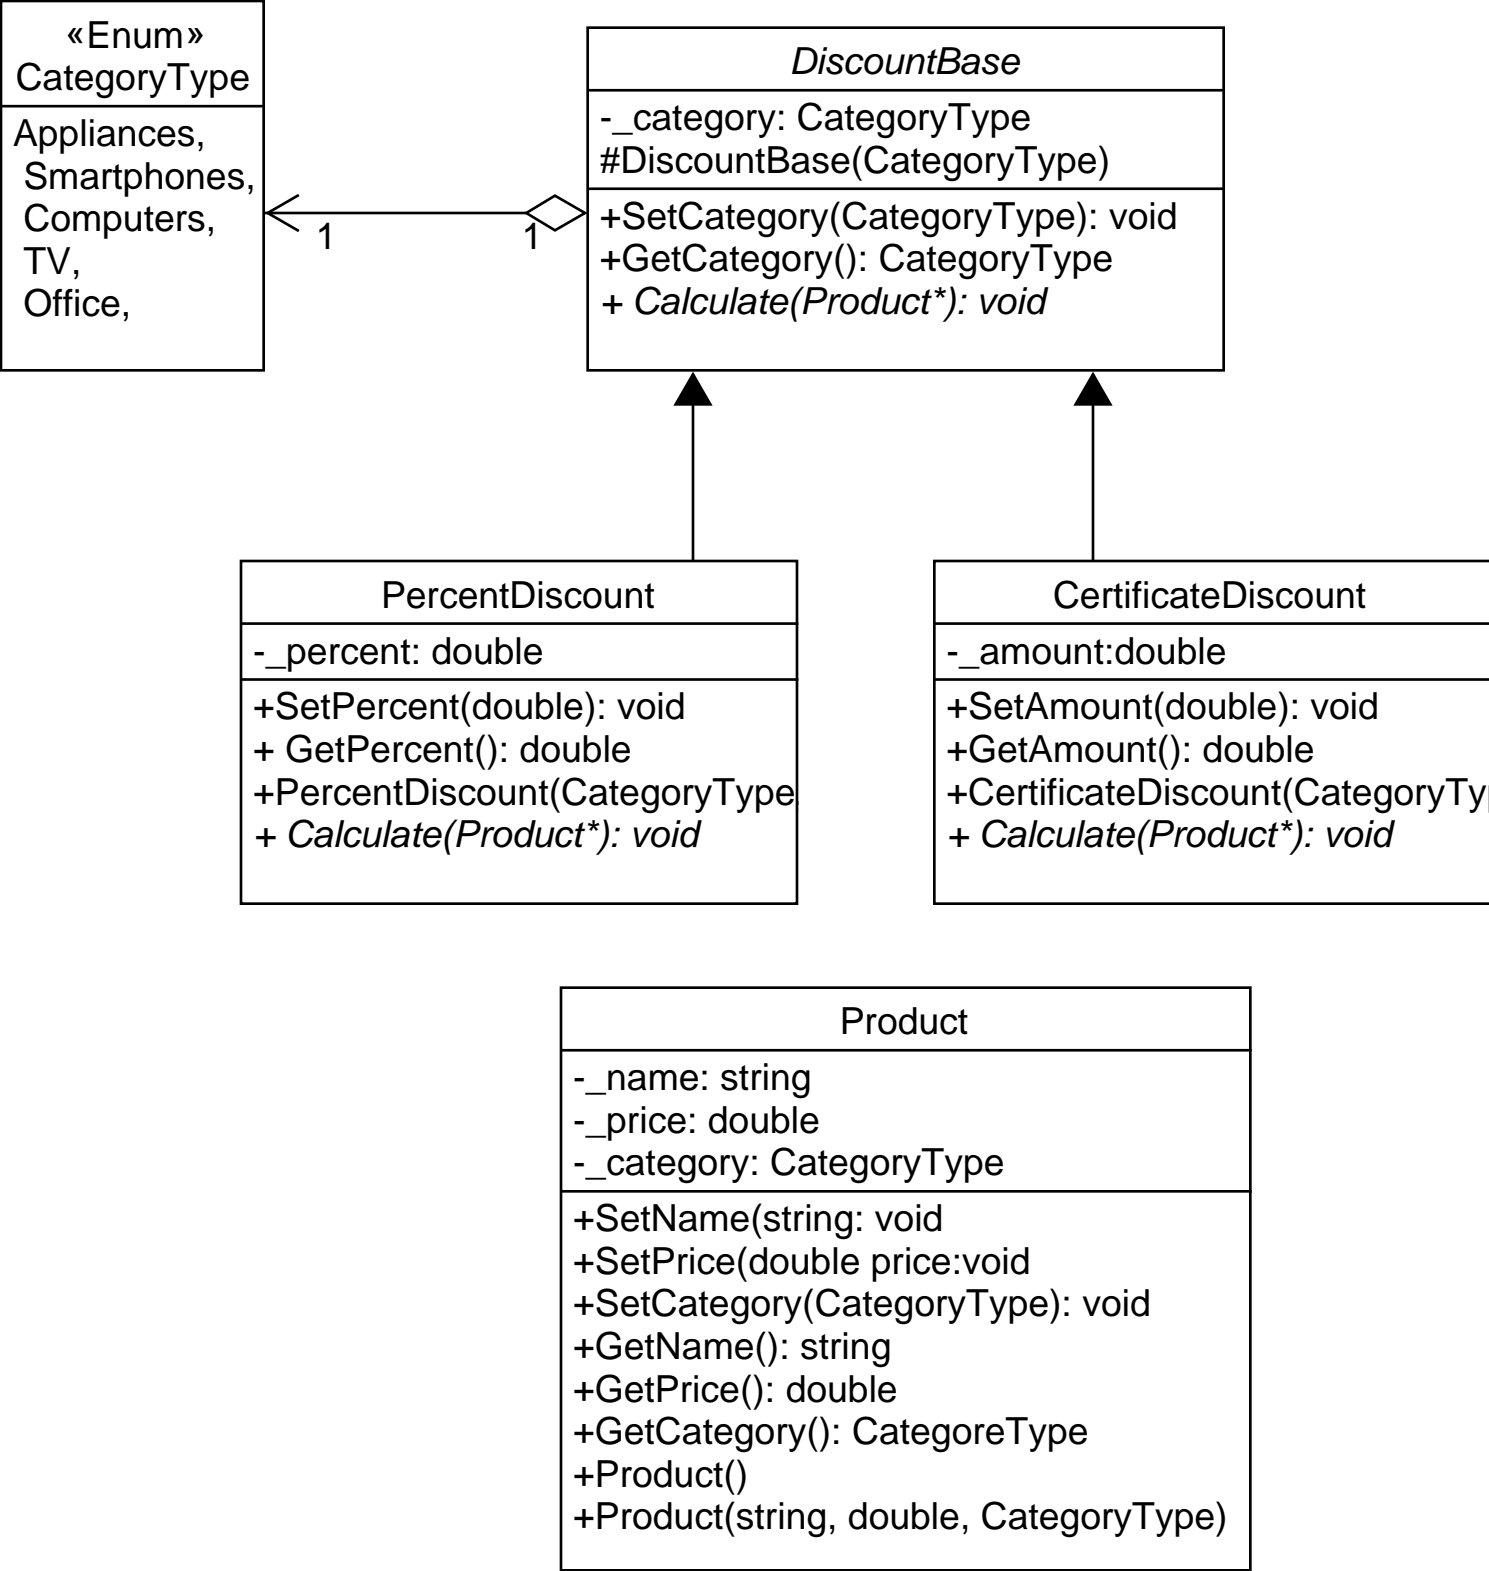 «Enum»
CategoryType
Appliances,
Smartphones,
Computers,
TV,
Office,
1
1
DiscountBase
-_category: CategoryType
#DiscountBase(CategoryType)
+SetCategory(CategoryType): void
+GetCategory(): CategoryType
+ Calculate(Product*): void
PercentDiscount
-_percent: double
+SetPercent(double): void
+ GetPercent(): double
+PercentDiscount(CategoryType
+ Calculate(Product*): void
CertificateDiscount
-_amount:double
+SetAmount(double): void
+GetAmount(): double
+CertificateDiscount(CategoryTy
+ Calculate(Product*): void
Product
-_name: string
-_price: double
-_category: CategoryType
+SetName(string: void
+SetPrice(double price:void
+SetCategory(CategoryType): void
+GetName(): string
+GetPrice(): double
+GetCategory(): CategoreType
+Product()
+Product(string, double, CategoryType)